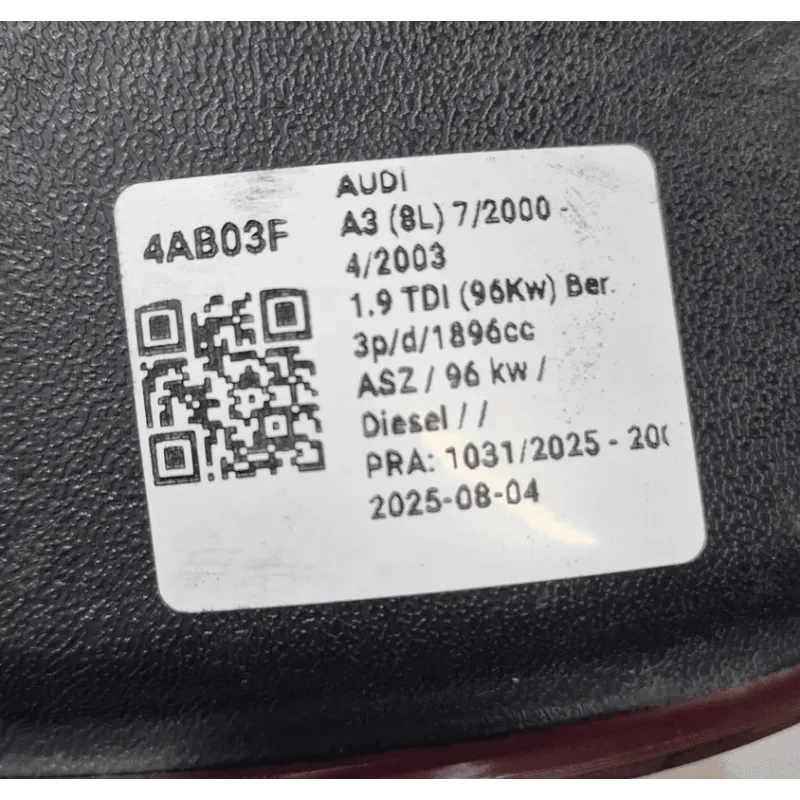 4AB03F
AUDI
A3 (8L) 7/2000 -
4/2003
1.9 TDI (96Kw) Ber.
3p/d/1896cc
ASZ / 96 kw /
Diesel / /
PRA: 1031/2025 -
2025-08-04